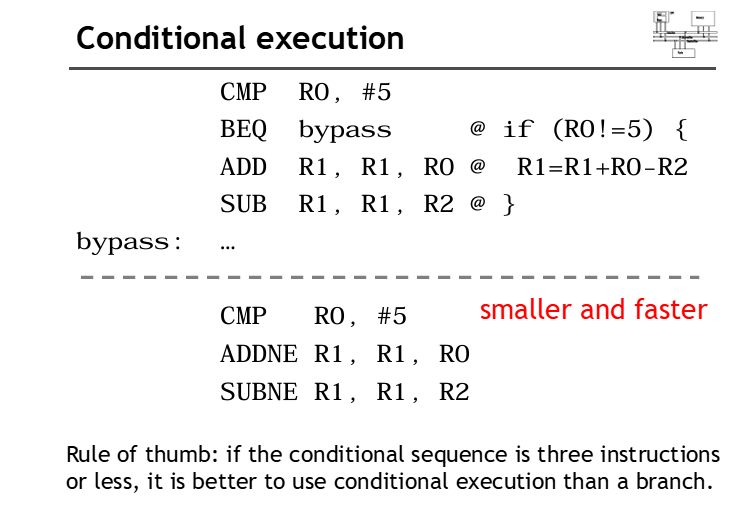 Conditional execution
CMP R0, #5
BEQ bypass @ if (R0!=5) {
ADD R1, R1, R0 @ R1=R1+R0-R2
SUB R1, R1, R2 @ }
bypass: …
CMP R0, #5 smaller and faster
ADDNE R1, R1, R0
SUBNE R1, R1, R2
Rule of thumb: if the conditional sequence is three instructions
or less, it is better to use conditional execution than a branch.